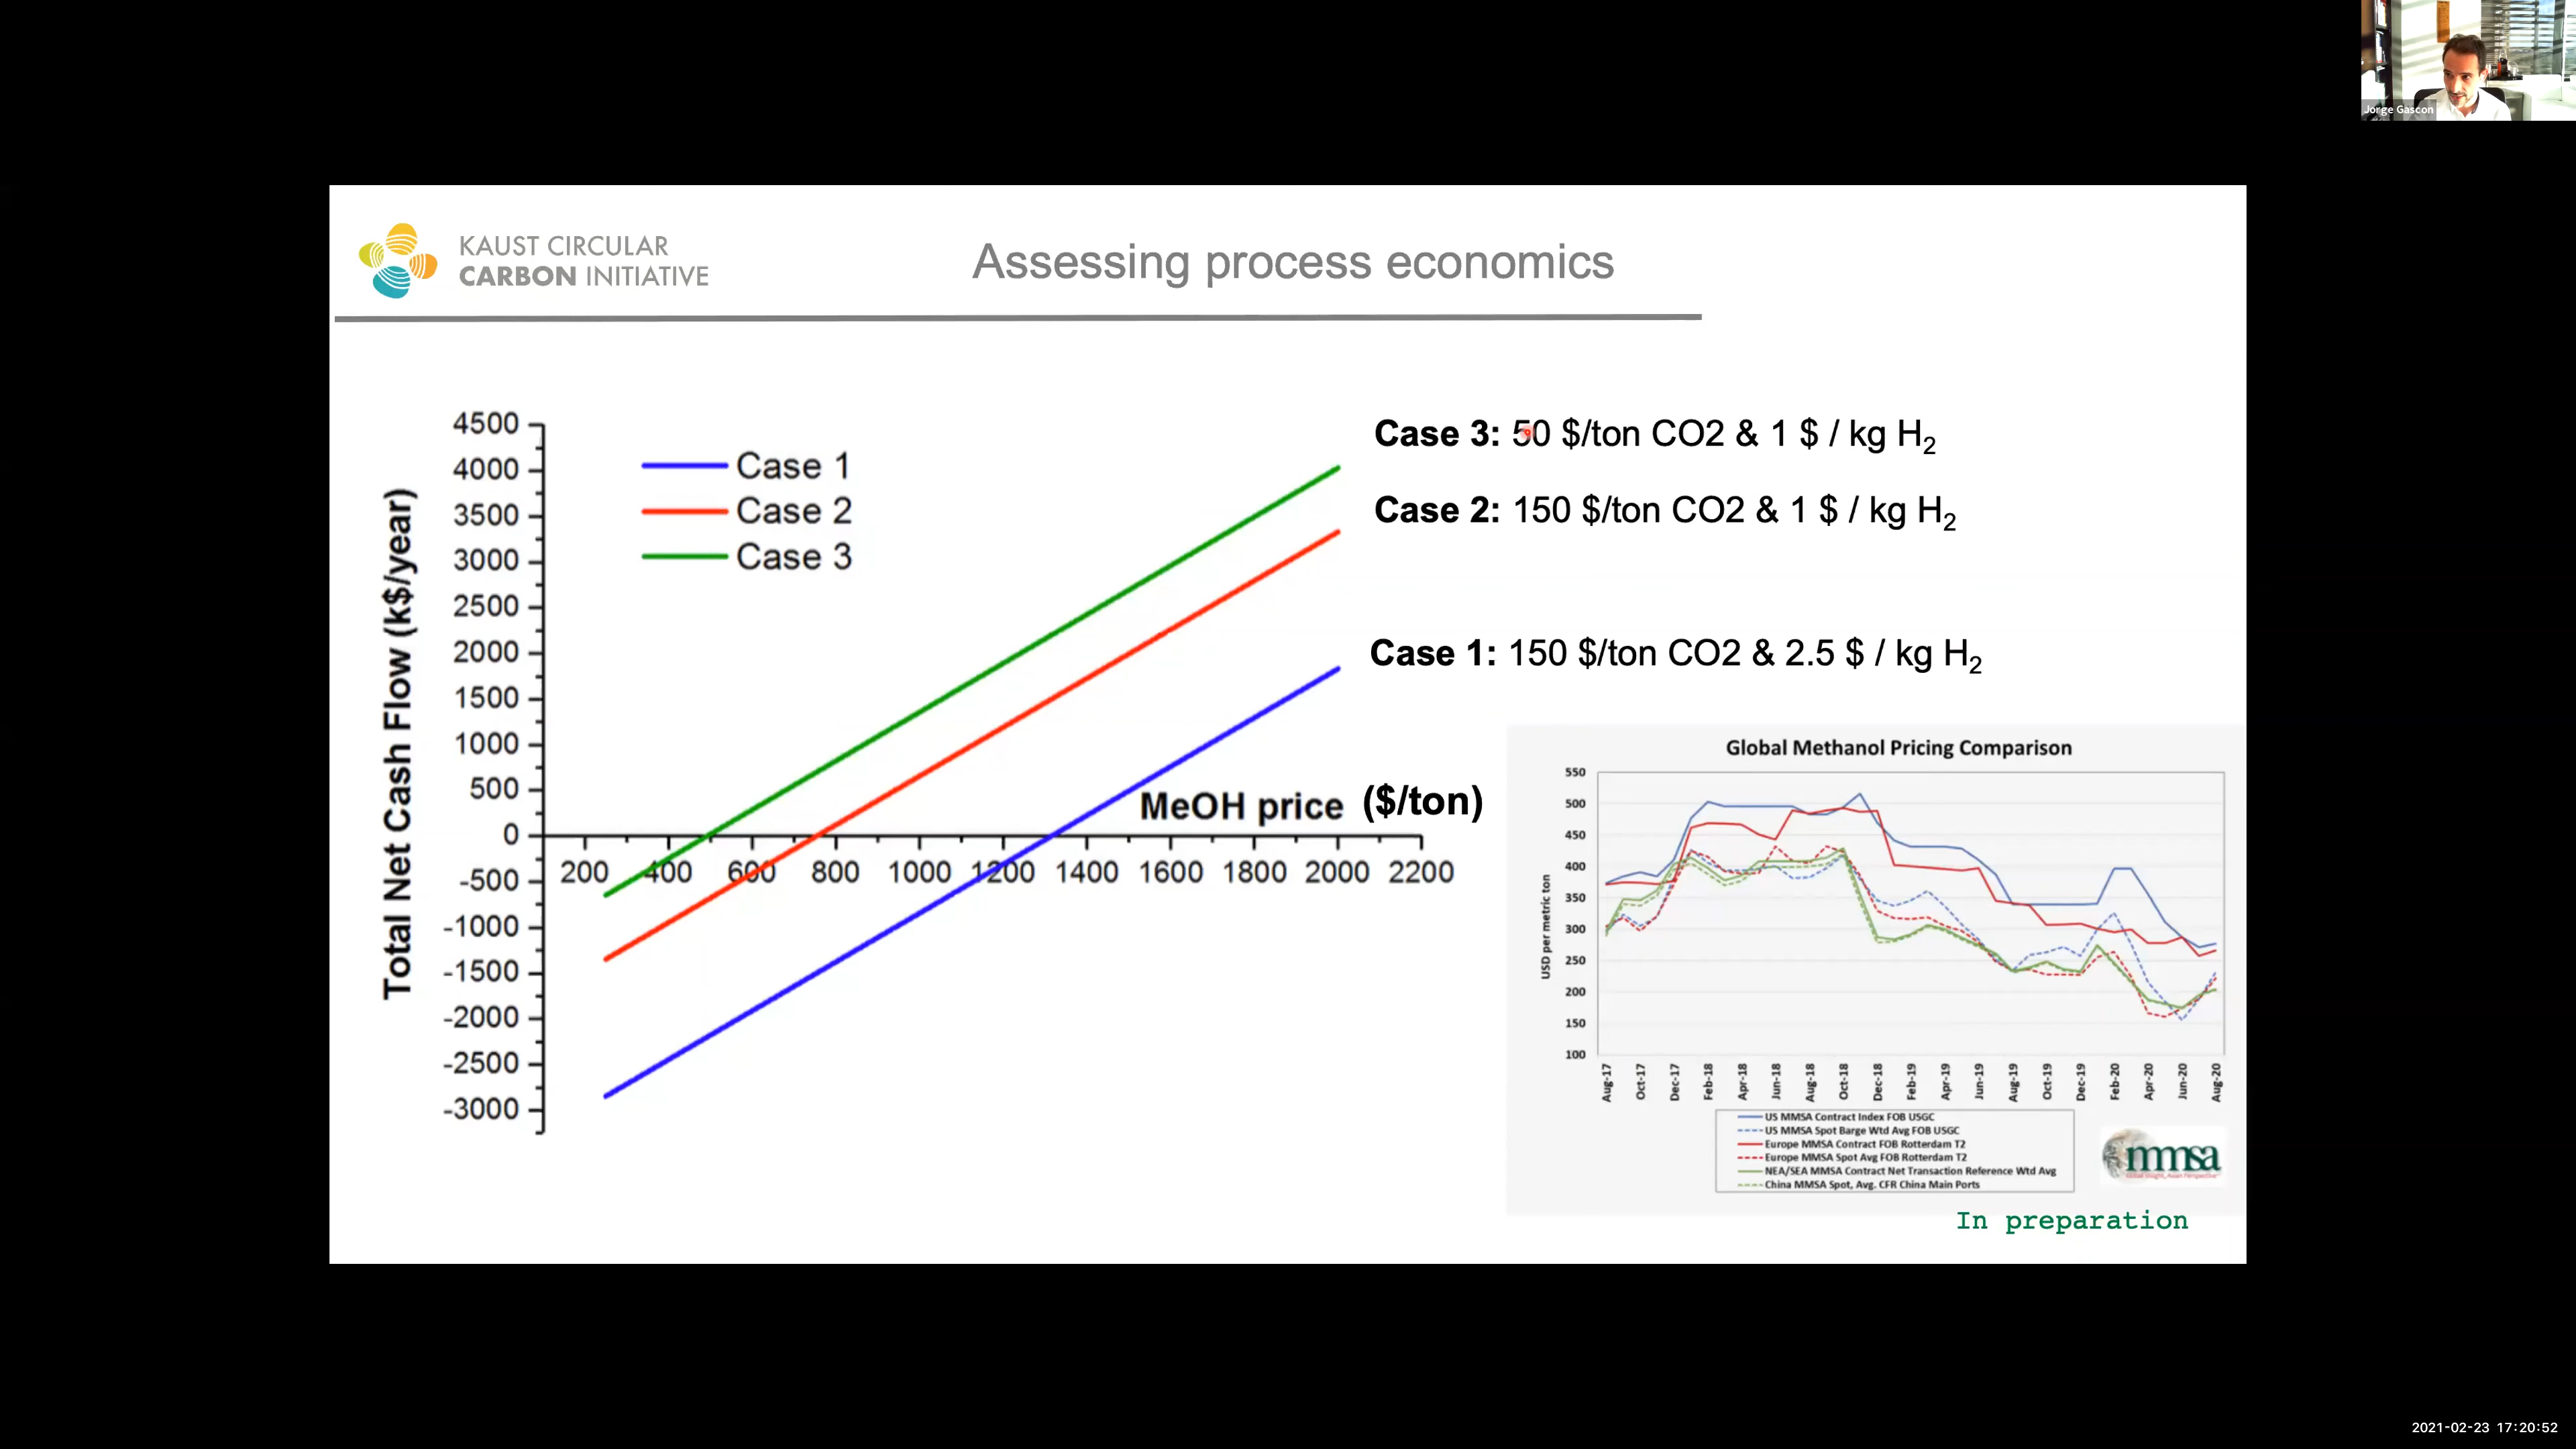 Jorge Gascon
KAUST CIRCULAR
CARBON INITIATIVE
Assessing process economics
Total Net Cash Flow (k$/year)
4500
4000
3500
3000
2500
2000
1500
1000
500
0
-500
-1000
-1500
-2000
-2500
-3000
Case 1
Case 2
Case 3
MeOH price ($/ton)
200 400 600 800 1000 1200 1400 1600 1800 2000 2200
Case 3: 50 $/ton CO2 & 1 $ / kg H2
Case 2: 150 $/ton CO2 & 1 $ / kg H2
Case 1: 150 $/ton CO2 & 2.5 $ / kg H2
Global Methanol Pricing Comparison
USD per metric ton
550
500
450
400
350
300
250
200
150
100
Aug-17 Oct-17 Dec-17 Feb-18 Apr-18 Jun-18 Aug-18 Oct-18 Dec-18 Feb-19 Apr-19 Jun-19 Aug-19 Oct-19 Dec-19 Feb-20 Apr-20 Jun-20 Aug-20
US MMSA Contract Index FOB USGC
US MMSA Spot Barge Wtd Avg FOB USGC
Europe MMSA Contract FOB Rotterdam T2
Europe MMSA Spot Avg FOB Rotterdam T2
NEA/SEA MMSA Contract Net Transaction Reference Wtd Avg
China MMSA Spot, Avg. CFR China Main Ports
mmsa
Global Insight, Asian Perspective
In preparation
2021-02-23 17:20:52